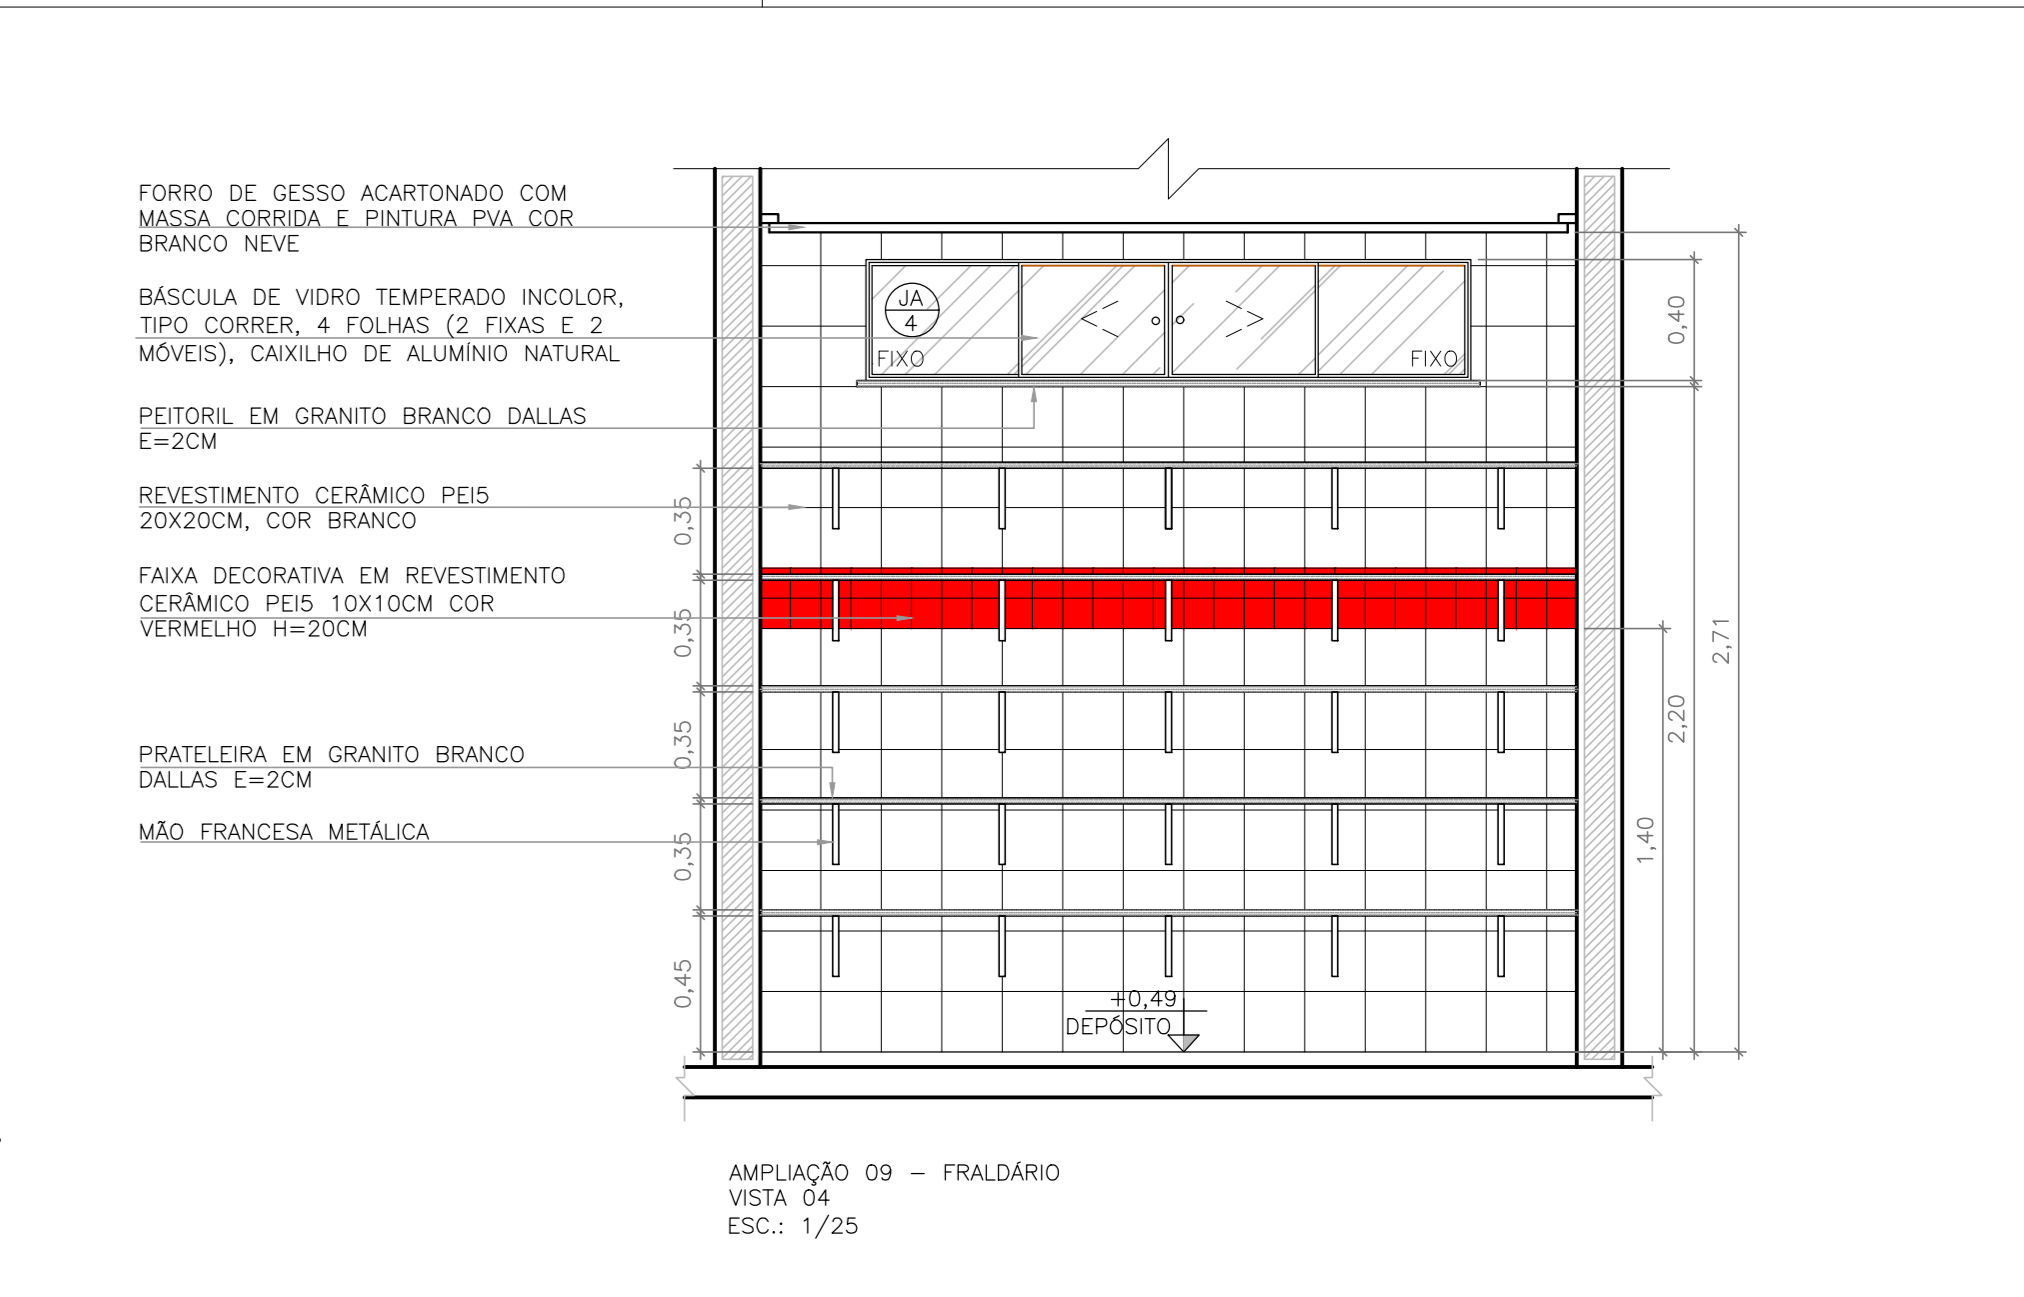 FORRO DE GESSO ACARTONADO COM
MASSA CORRIDA E PINTURA PVA COR
BRANCO NEVE
BÁSCULA DE VIDRO TEMPERADO INCOLOR,
TIPO CORRER, 4 FOLHAS (2 FIXAS E 2
MÓVEIS), CAIXILHO DE ALUMÍNIO NATURAL
PEITORIL EM GRANITO BRANCO DALLAS
E=2CM
REVESTIMENTO CERÂMICO PEI5
20X20CM, COR BRANCO
FAIXA DECORATIVA EM REVESTIMENTO
CERÂMICO PEI5 10X10CM COR
VERMELHO H=20CM
PRATELEIRA EM GRANITO BRANCO
DALLAS E=2CM
MÃO FRANCESA METÁLICA
0,35
0,35
0,35
0,35
0,45
JA
4
FIXO
FIXO
+0,49
DEPÓSITO
0,40
2,20
1,40
2,71
AMPLIAÇÃO 09 – FRALDÁRIO
VISTA 04
ESC.: 1/25